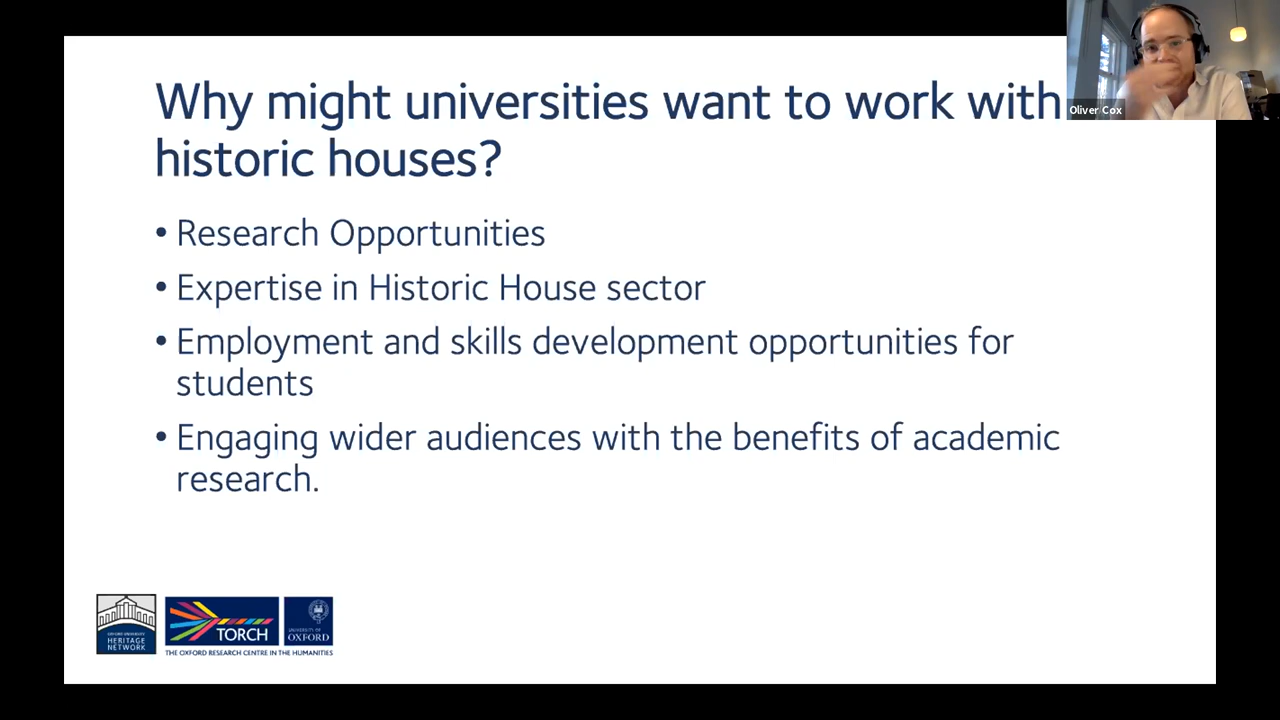 Why might universities want to work with
historic houses?
• Research Opportunities
• Expertise in Historic House sector
• Employment and skills development opportunities for
students
• Engaging wider audiences with the benefits of academic
research.
Oliver Cox
OXFORD UNIVERSITY
HERITAGE
NETWORK
TORCH
UNIVERSITY OF
OXFORD
THE OXFORD RESEARCH CENTRE IN THE HUMANITIES